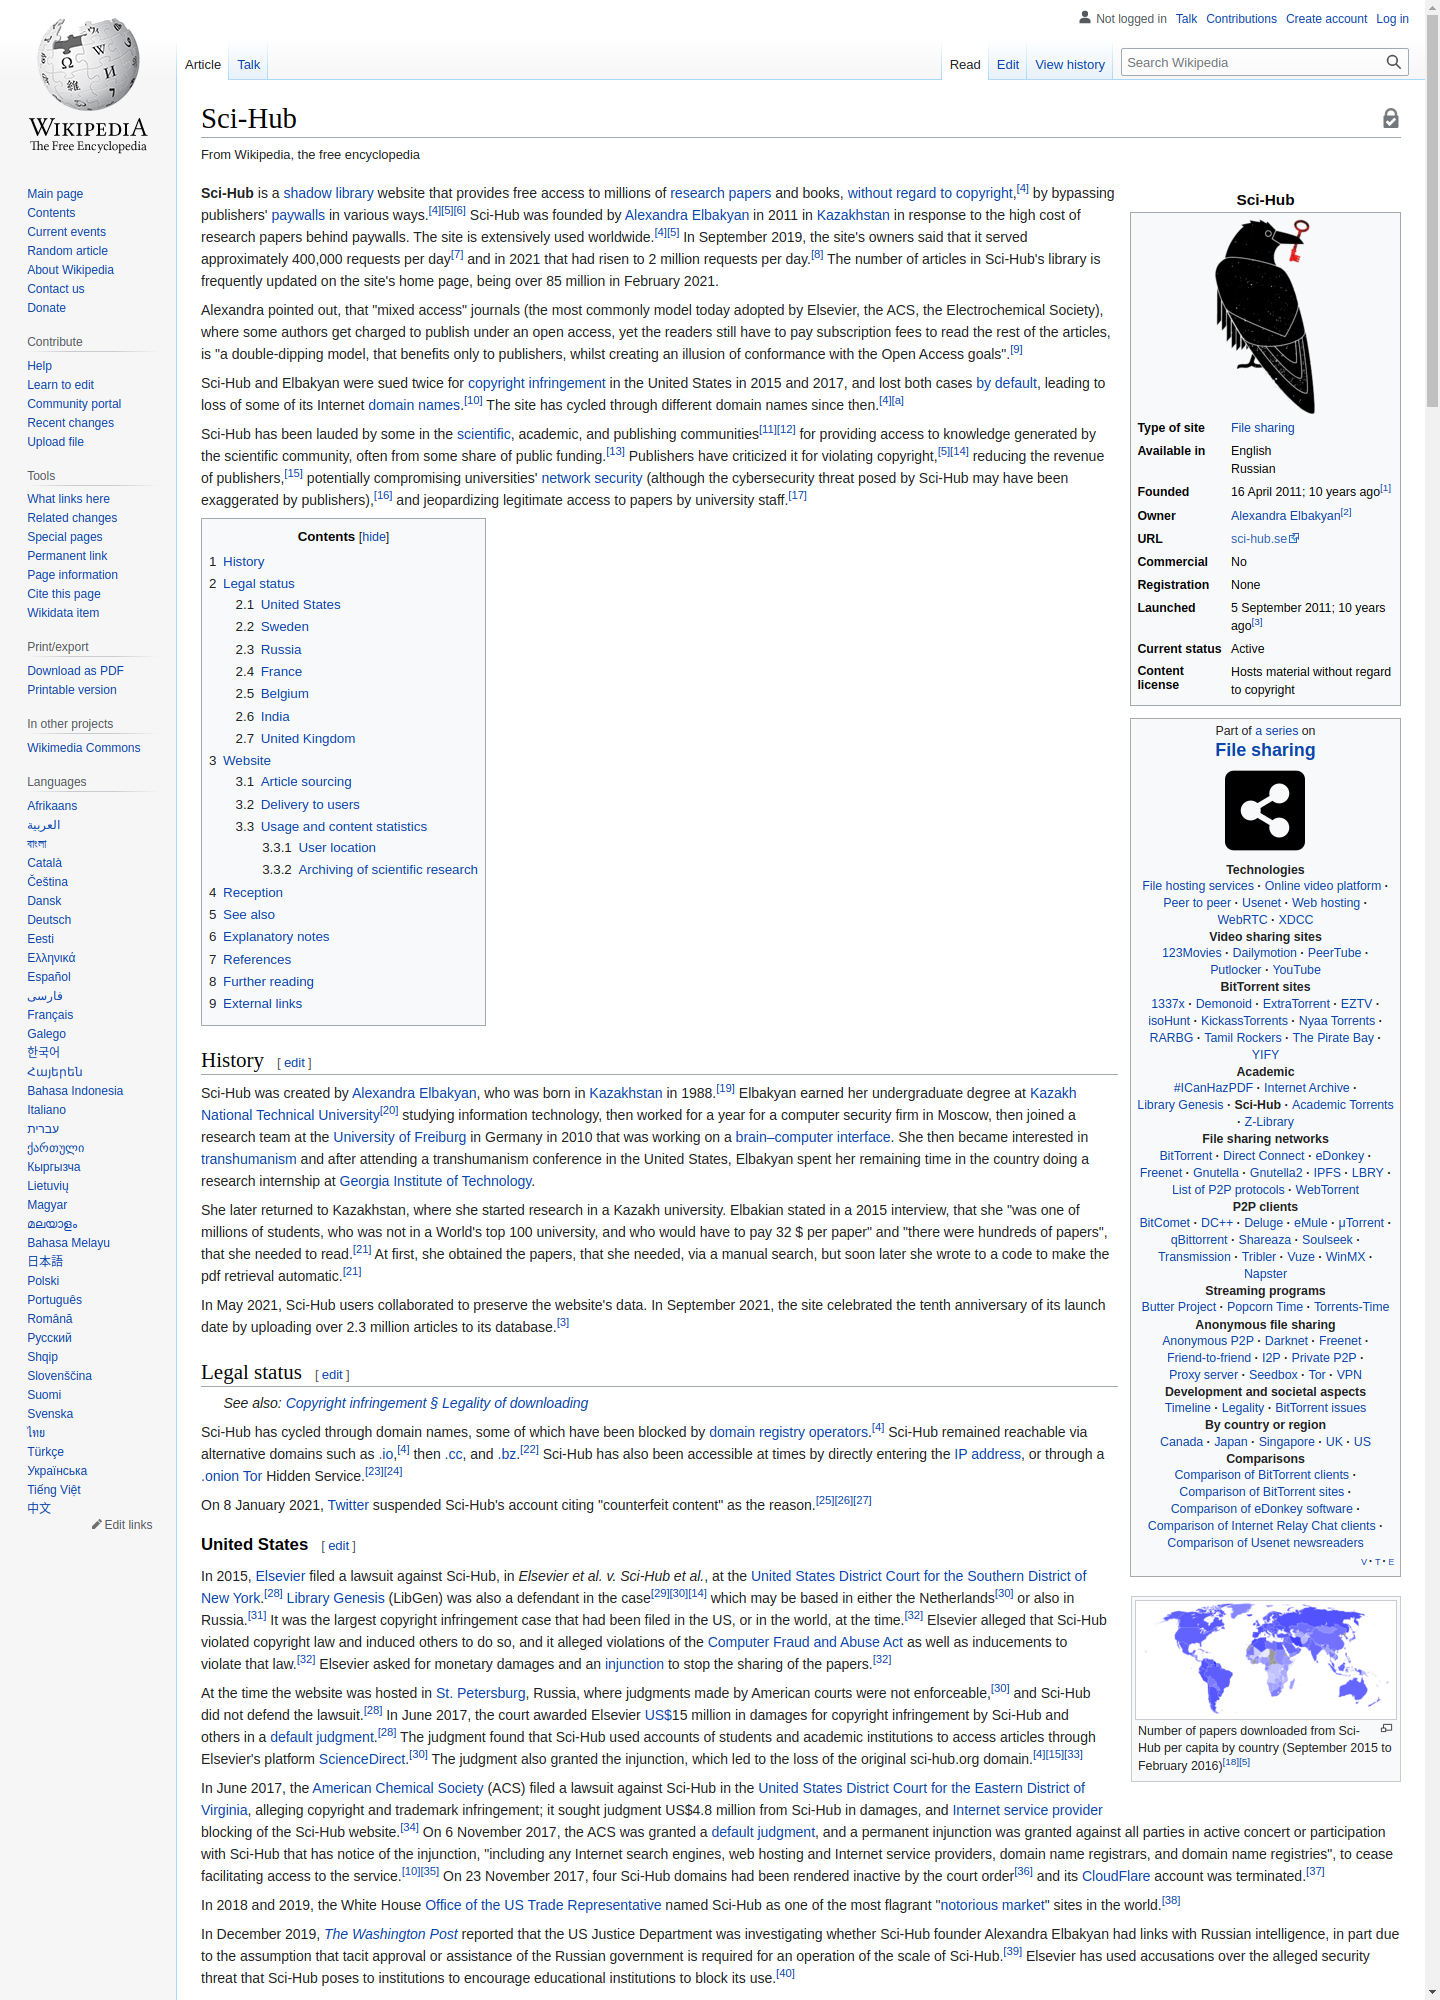 Not logged in Talk Contributions Create account Log in
Article Talk
Read Edit View history
Search Wikipedia
WIKIPEDIA
The Free Encyclopedia
Main page
Contents
Current events
Random article
About Wikipedia
Contact us
Donate
Contribute
Help
Learn to edit
Community portal
Recent changes
Upload file
Tools
What links here
Related changes
Special pages
Permanent link
Page information
Cite this page
Wikidata item
Print/export
Download as PDF
Printable version
In other projects
Wikimedia Commons
Languages
Afrikaans
العربية
বাংলা
Català
Čeština
Dansk
Deutsch
Eesti
Ελληνικά
Español
فارسی
Français
Galego
한국어
Հայերեն
Bahasa Indonesia
Italiano
עברית
ქართული
Кыргызча
Lietuvių
Magyar
മലയാളം
Bahasa Melayu
日本語
Polski
Português
Română
Русский
Shqip
Slovenščina
Suomi
Svenska
ไทย
Türkçe
Українська
Tiếng Việt
中文
Edit links
Sci-Hub
From Wikipedia, the free encyclopedia
Sci-Hub is a shadow library website that provides free access to millions of research papers and books, without regard to copyright,[4] by bypassing
publishers' paywalls in various ways.[4][5][6] Sci-Hub was founded by Alexandra Elbakyan in 2011 in Kazakhstan in response to the high cost of
research papers behind paywalls. The site is extensively used worldwide.[4][5] In September 2019, the site's owners said that it served
approximately 400,000 requests per day[7] and in 2021 that had risen to 2 million requests per day.[8] The number of articles in Sci-Hub's library is
frequently updated on the site's home page, being over 85 million in February 2021.
Alexandra pointed out, that "mixed access" journals (the most commonly model today adopted by Elsevier, the ACS, the Electrochemical Society),
where some authors get charged to publish under an open access, yet the readers still have to pay subscription fees to read the rest of the articles,
is "a double-dipping model, that benefits only to publishers, whilst creating an illusion of conformance with the Open Access goals".[9]
Sci-Hub and Elbakyan were sued twice for copyright infringement in the United States in 2015 and 2017, and lost both cases by default, leading to
loss of some of its Internet domain names.[10] The site has cycled through different domain names since then.[4][a]
Sci-Hub has been lauded by some in the scientific, academic, and publishing communities[11][12] for providing access to knowledge generated by
the scientific community, often from some share of public funding.[13] Publishers have criticized it for violating copyright,[5][14] reducing the revenue
of publishers,[15] potentially compromising universities' network security (although the cybersecurity threat posed by Sci-Hub may have been
exaggerated by publishers),[16] and jeopardizing legitimate access to papers by university staff.[17]
Contents [hide]
1 History
2 Legal status
2.1 United States
2.2 Sweden
2.3 Russia
2.4 France
2.5 Belgium
2.6 India
2.7 United Kingdom
3 Website
3.1 Article sourcing
3.2 Delivery to users
3.3 Usage and content statistics
3.3.1 User location
3.3.2 Archiving of scientific research
4 Reception
5 See also
6 Explanatory notes
7 References
8 Further reading
9 External links
History [ edit ]
Sci-Hub was created by Alexandra Elbakyan, who was born in Kazakhstan in 1988.[19] Elbakyan earned her undergraduate degree at Kazakh
National Technical University[20] studying information technology, then worked for a year for a computer security firm in Moscow, then joined a
research team at the University of Freiburg in Germany in 2010 that was working on a brain–computer interface. She then became interested in
transhumanism and after attending a transhumanism conference in the United States, Elbakyan spent her remaining time in the country doing a
research internship at Georgia Institute of Technology.
She later returned to Kazakhstan, where she started research in a Kazakh university. Elbakian stated in a 2015 interview, that she "was one of
millions of students, who was not in a World's top 100 university, and who would have to pay 32 $ per paper" and "there were hundreds of papers",
that she needed to read.[21] At first, she obtained the papers, that she needed, via a manual search, but soon later she wrote to a code to make the
pdf retrieval automatic.[21]
In May 2021, Sci-Hub users collaborated to preserve the website's data. In September 2021, the site celebrated the tenth anniversary of its launch
date by uploading over 2.3 million articles to its database.[3]
Legal status [ edit ]
See also: Copyright infringement § Legality of downloading
Sci-Hub has cycled through domain names, some of which have been blocked by domain registry operators.[4] Sci-Hub remained reachable via
alternative domains such as .io,[4] then .cc, and .bz.[22] Sci-Hub has also been accessible at times by directly entering the IP address, or through a
.onion Tor Hidden Service.[23][24]
On 8 January 2021, Twitter suspended Sci-Hub's account citing "counterfeit content" as the reason.[25][26][27]
United States [ edit ]
In 2015, Elsevier filed a lawsuit against Sci-Hub, in Elsevier et al. v. Sci-Hub et al., at the United States District Court for the Southern District of
New York.[28] Library Genesis (LibGen) was also a defendant in the case[29][30][14] which may be based in either the Netherlands[30] or also in
Russia.[31] It was the largest copyright infringement case that had been filed in the US, or in the world, at the time.[32] Elsevier alleged that Sci-Hub
violated copyright law and induced others to do so, and it alleged violations of the Computer Fraud and Abuse Act as well as inducements to
violate that law.[32] Elsevier asked for monetary damages and an injunction to stop the sharing of the papers.[32]
At the time the website was hosted in St. Petersburg, Russia, where judgments made by American courts were not enforceable,[30] and Sci-Hub
did not defend the lawsuit.[28] In June 2017, the court awarded Elsevier US$15 million in damages for copyright infringement by Sci-Hub and
others in a default judgment.[28] The judgment found that Sci-Hub used accounts of students and academic institutions to access articles through
Elsevier's platform ScienceDirect.[30] The judgment also granted the injunction, which led to the loss of the original sci-hub.org domain.[4][15][33]
In June 2017, the American Chemical Society (ACS) filed a lawsuit against Sci-Hub in the United States District Court for the Eastern District of
Virginia, alleging copyright and trademark infringement; it sought judgment US$4.8 million from Sci-Hub in damages, and Internet service provider
blocking of the Sci-Hub website.[34] On 6 November 2017, the ACS was granted a default judgment, and a permanent injunction was granted against all parties in active concert or participation
with Sci-Hub that has notice of the injunction, "including any Internet search engines, web hosting and Internet service providers, domain name registrars, and domain name registries", to cease
facilitating access to the service.[10][35] On 23 November 2017, four Sci-Hub domains had been rendered inactive by the court order[36] and its CloudFlare account was terminated.[37]
In 2018 and 2019, the White House Office of the US Trade Representative named Sci-Hub as one of the most flagrant "notorious market" sites in the world.[38]
In December 2019, The Washington Post reported that the US Justice Department was investigating whether Sci-Hub founder Alexandra Elbakyan had links with Russian intelligence, in part due
to the assumption that tacit approval or assistance of the Russian government is required for an operation of the scale of Sci-Hub.[39] Elsevier has used accusations over the alleged security
threat that Sci-Hub poses to institutions to encourage educational institutions to block its use.[40]
Sci-Hub
Type of site File sharing
Available in English
Russian
Founded 16 April 2011; 10 years ago[1]
Owner Alexandra Elbakyan[2]
URL sci-hub.se
Commercial No
Registration None
Launched 5 September 2011; 10 years
ago[3]
Current status Active
Content license Hosts material without regard
to copyright
Part of a series on
File sharing
Technologies
File hosting services · Online video platform ·
Peer to peer · Usenet · Web hosting ·
WebRTC · XDCC
Video sharing sites
123Movies · Dailymotion · PeerTube ·
Putlocker · YouTube
BitTorrent sites
1337x · Demonoid · ExtraTorrent · EZTV ·
isoHunt · KickassTorrents · Nyaa Torrents ·
RARBG · Tamil Rockers · The Pirate Bay ·
YIFY
Academic
#ICanHazPDF · Internet Archive ·
Library Genesis · Sci-Hub · Academic Torrents
· Z-Library
File sharing networks
BitTorrent · Direct Connect · eDonkey ·
Freenet · Gnutella · Gnutella2 · IPFS · LBRY ·
List of P2P protocols · WebTorrent
P2P clients
BitComet · DC++ · Deluge · eMule · μTorrent ·
qBittorrent · Shareaza · Soulseek ·
Transmission · Tribler · Vuze · WinMX ·
Napster
Streaming programs
Butter Project · Popcorn Time · Torrents-Time
Anonymous file sharing
Anonymous P2P · Darknet · Freenet ·
Friend-to-friend · I2P · Private P2P ·
Proxy server · Seedbox · Tor · VPN
Development and societal aspects
Timeline · Legality · BitTorrent issues
By country or region
Canada · Japan · Singapore · UK · US
Comparisons
Comparison of BitTorrent clients ·
Comparison of BitTorrent sites ·
Comparison of eDonkey software ·
Comparison of Internet Relay Chat clients ·
Comparison of Usenet newsreaders
V · T · E
Number of papers downloaded from Sci-
Hub per capita by country (September 2015 to
February 2016)[18][5]